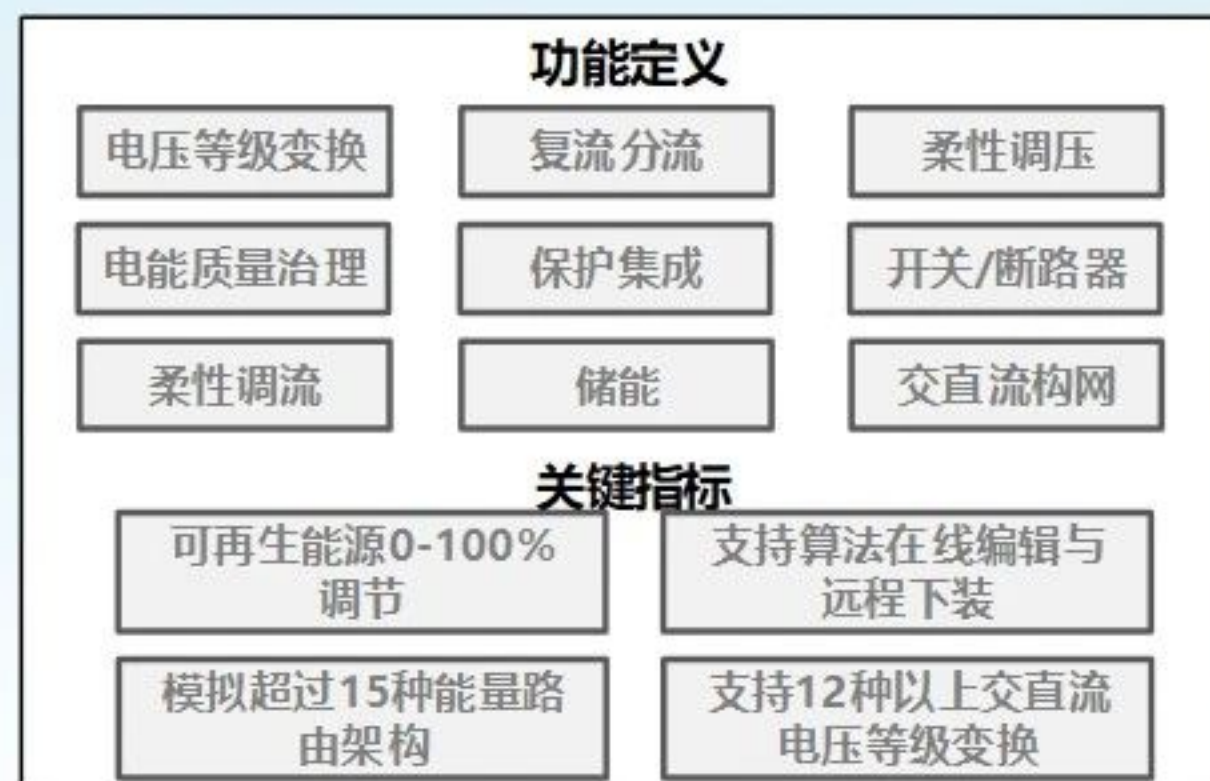 功能定义
电压等级变换
复流分流
柔性调压
电能质量治理
保护集成
开关/断路器
柔性调流
储能
交直流构网
关键指标
可再生能源0-100%
调节
支持算法在线编辑与
远程下装
模拟超过15种能量路
由架构
支持12种以上交直流
电压等级变换